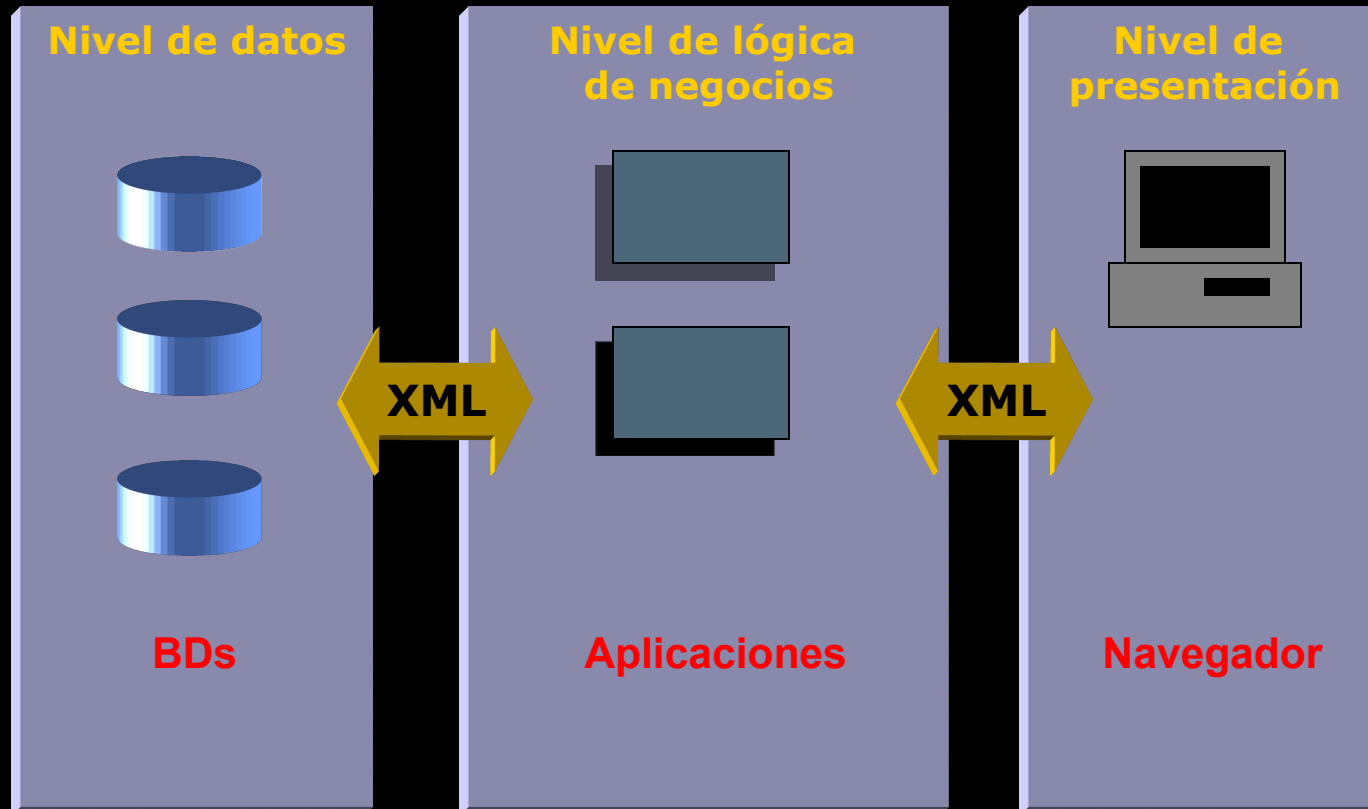 Nivel de datos
Nivel de lógica
de negocios
Nivel de
presentación
XML
XML
BDs
Aplicaciones
Navegador